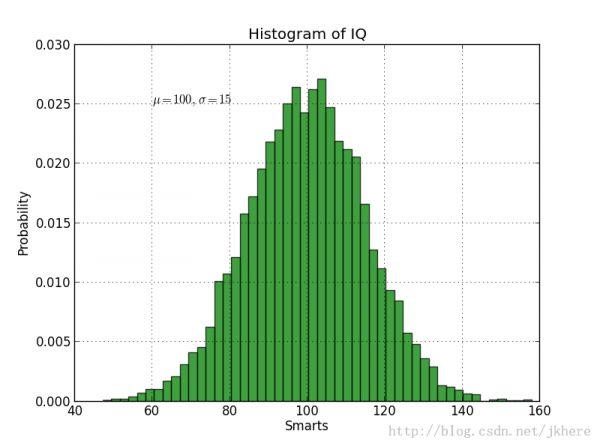 Histogram of IQ
0.030
0.025
0.020
0.015
0.010
0.005
0.000
μ=100, σ=15
Probability
40 60 80 100 120 140 160
Smarts
http://blog.csdn.net/jkhere